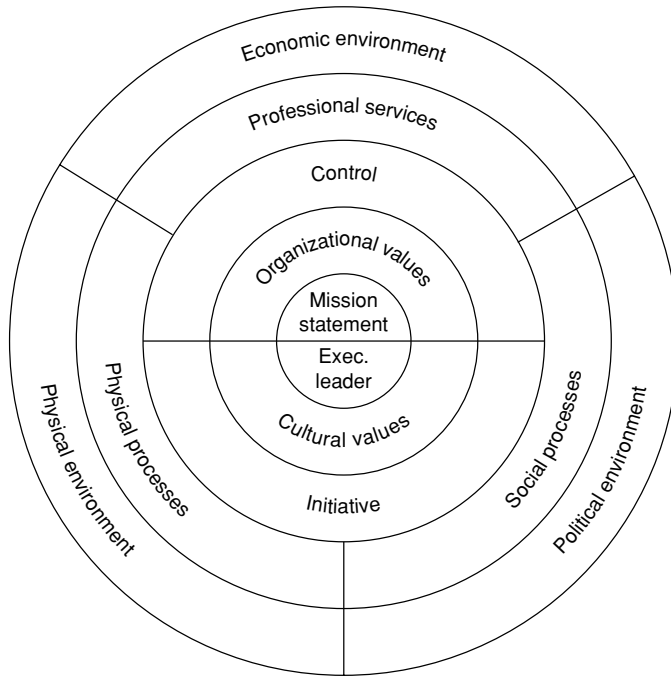 Economic environment
Professional services
Control
Organizational values
Mission
statement
Exec.
leader
Cultural values
Initiative
Physical processes
Physical environment
Social processes
Political environment